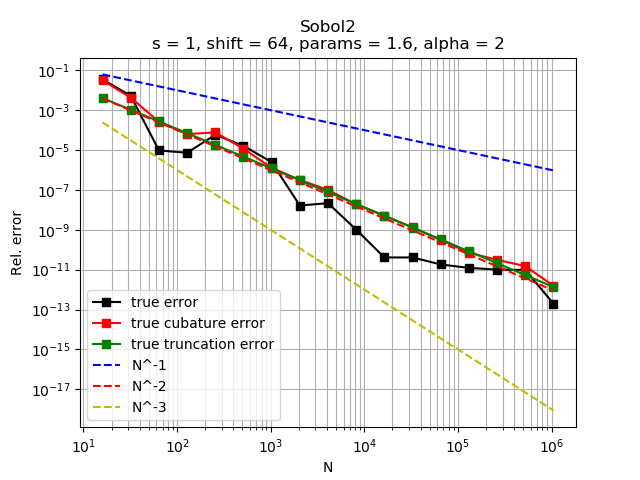 Sobol2
s = 1, shift = 64, params = 1.6, alpha = 2
10^-1
10^-3
10^-5
10^-7
10^-9
10^-11
10^-13
10^-15
10^-17
Rel. error
true error
true cubature error
true truncation error
N^-1
N^-2
N^-3
10^1 10^2 10^3 10^4 10^5 10^6
N